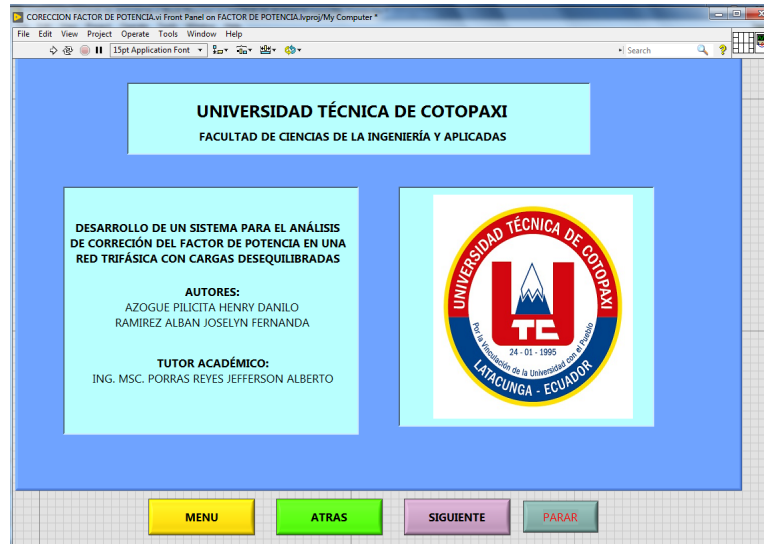 CORECCION FACTOR DE POTENCIA.vi Front Panel on FACTOR DE POTENCIA.lvproj/My Computer *
File Edit View Project Operate Tools Window Help
15pt Application Font
Search
UNIVERSIDAD TÉCNICA DE COTOPAXI
FACULTAD DE CIENCIAS DE LA INGENIERÍA Y APLICADAS
DESARROLLO DE UN SISTEMA PARA EL ANÁLISIS
DE CORRECIÓN DEL FACTOR DE POTENCIA EN UNA
RED TRIFÁSICA CON CARGAS DESEQUILIBRADAS
AUTORES:
AZOGUE PILICITA HENRY DANILO
RAMIREZ ALBAN JOSELYN FERNANDA
TUTOR ACADÉMICO:
ING. MSC. PORRAS REYES JEFFERSON ALBERTO
UNIVERSIDAD TÉCNICA DE COTOPAXI
UTC
24 - 01 - 1995
Por la Vinculación de la Universidad con el Pueblo
LATACUNGA - ECUADOR
MENU
ATRAS
SIGUIENTE
PARAR